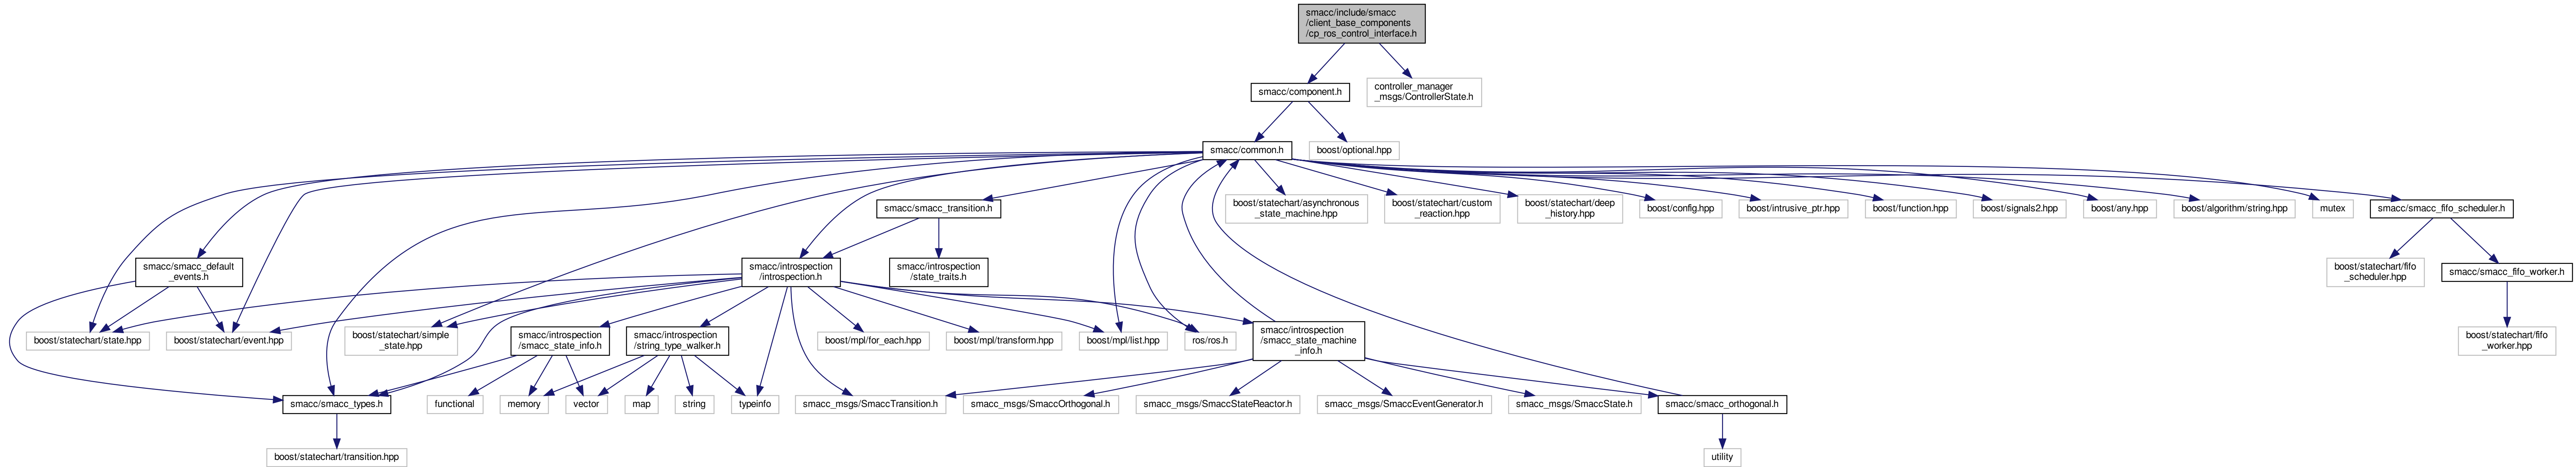 smacc/include/smacc
/client_base_components
/cp_ros_control_interface.h
smacc/component.h
controller_manager
_msgs/ControllerState.h
smacc/common.h
boost/optional.hpp
smacc/smacc_transition.h
boost/statechart/asynchronous
_state_machine.hpp
boost/statechart/custom
_reaction.hpp
boost/statechart/deep
_history.hpp
boost/config.hpp
boost/intrusive_ptr.hpp
boost/function.hpp
boost/signals2.hpp
boost/any.hpp
boost/algorithm/string.hpp
mutex
smacc/smacc_fifo_scheduler.h
smacc/smacc_default
_events.h
smacc/introspection
/introspection.h
smacc/introspection
/state_traits.h
boost/statechart/fifo
_scheduler.hpp
smacc/smacc_fifo_worker.h
boost/statechart/state.hpp
boost/statechart/event.hpp
boost/statechart/simple
_state.hpp
smacc/introspection
/smacc_state_info.h
smacc/introspection
/string_type_walker.h
boost/mpl/for_each.hpp
boost/mpl/transform.hpp
boost/mpl/list.hpp
ros/ros.h
smacc/introspection
/smacc_state_machine
_info.h
boost/statechart/fifo
_worker.hpp
smacc/smacc_types.h
functional
memory
vector
map
string
typeinfo
smacc_msgs/SmaccTransition.h
smacc_msgs/SmaccOrthogonal.h
smacc_msgs/SmaccStateReactor.h
smacc_msgs/SmaccEventGenerator.h
smacc_msgs/SmaccState.h
smacc/smacc_orthogonal.h
boost/statechart/transition.hpp
utility